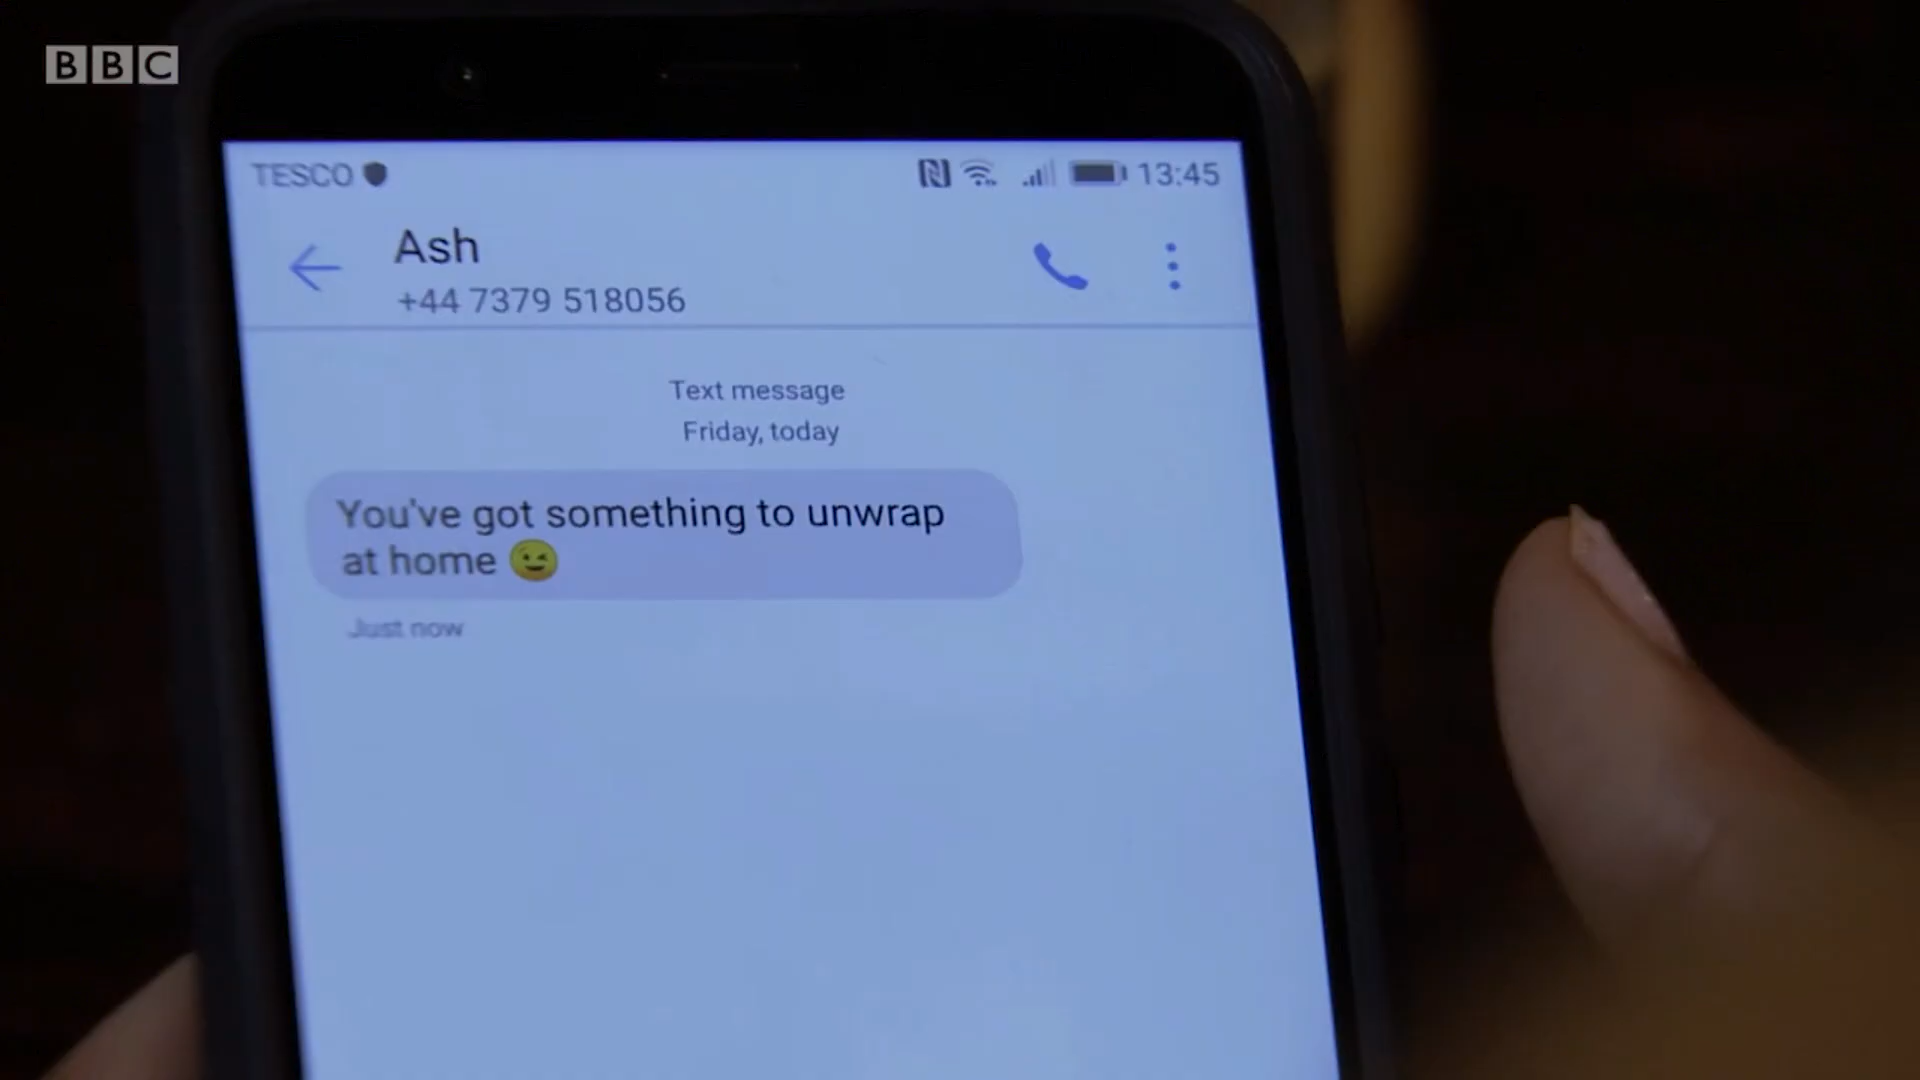 BBC
TESCO
13:45
Ash
+44 7379 518056
Text message
Friday, today
You've got something to unwrap
at home 😉
Just now